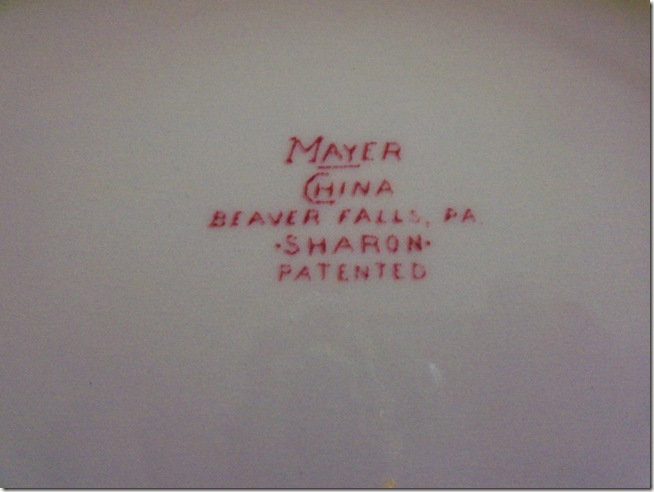 MAYER
CHINA
BEAVER FALLS, PA.
·SHARON·
PATENTED